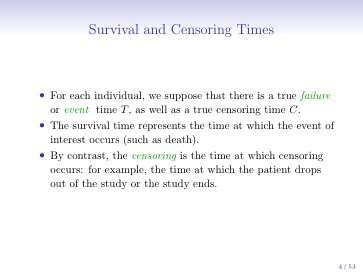 Survival and Censoring Times
• For each individual, we suppose that there is a true failure
or event time T, as well as a true censoring time C.
• The survival time represents the time at which the event of
interest occurs (such as death).
• By contrast, the censoring is the time at which censoring
occurs: for example, the time at which the patient drops
out of the study or the study ends.
4 / 53